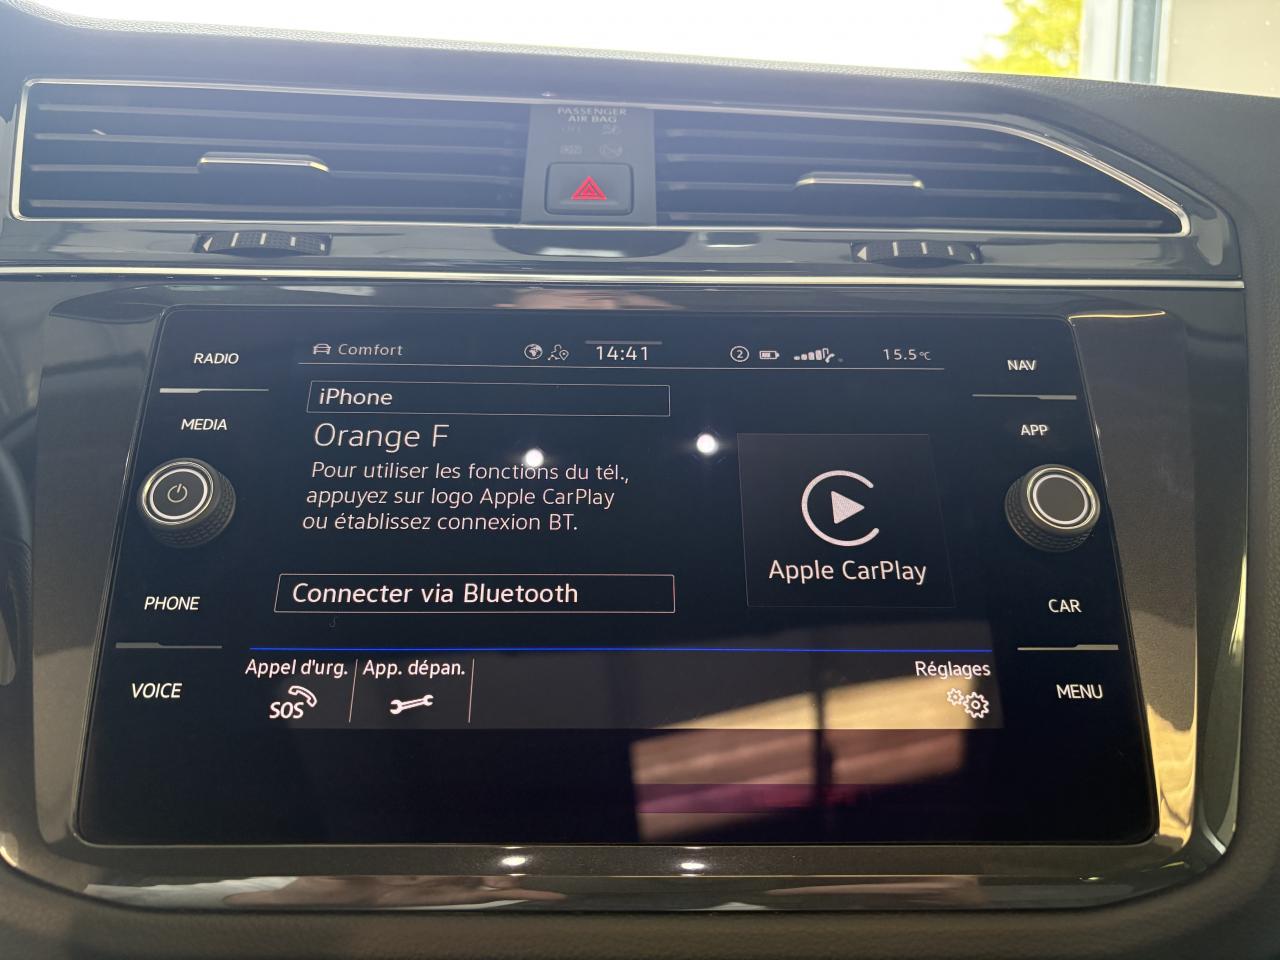 PASSENGER
AIR BAG
RADIO
Comfort
14:41
2
15.5°C
NAV
iPhone
MEDIA
Orange F
APP
Pour utiliser les fonctions du tél.,
appuyez sur logo Apple CarPlay
ou établissez connexion BT.
Apple CarPlay
Connecter via Bluetooth
PHONE
CAR
Appel d'urg.
App. dépan.
Réglages
SOS
VOICE
MENU